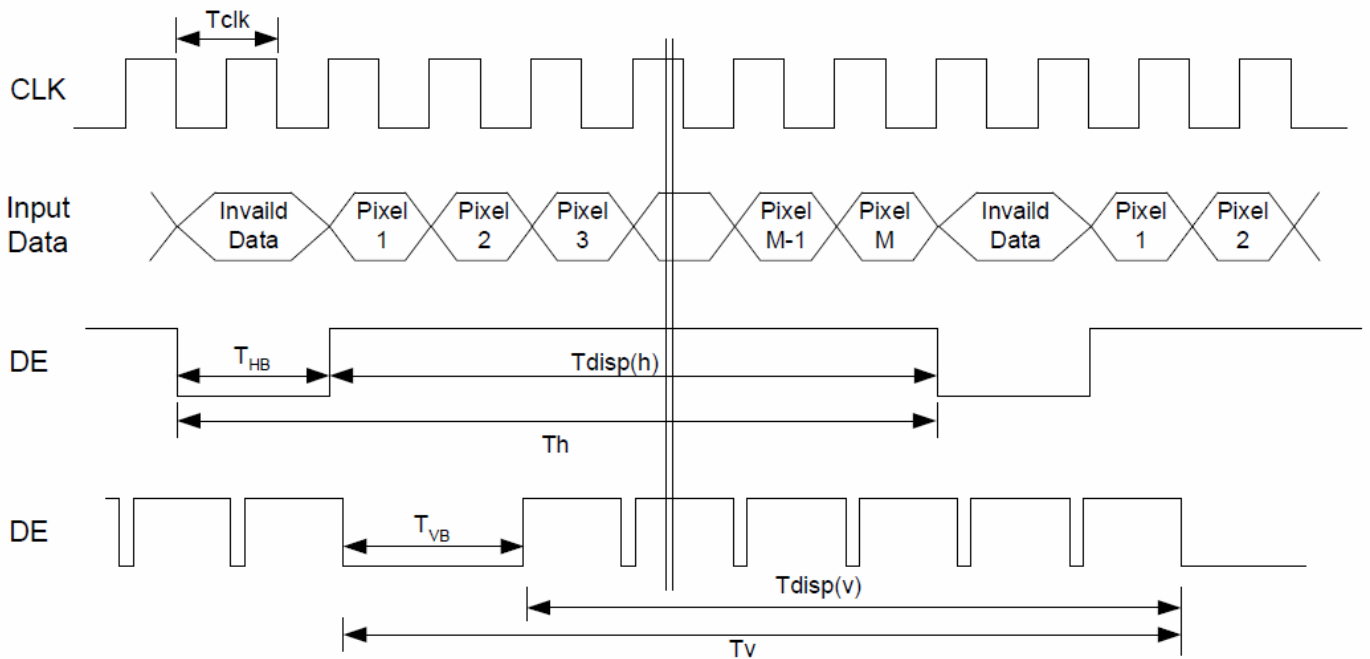 Tclk
CLK
Input
Data
Invaild
Data
Pixel
1
Pixel
2
Pixel
3
Pixel
M-1
Pixel
M
Invaild
Data
Pixel
1
Pixel
2
DE
THB
Tdisp(h)
Th
DE
TVB
Tdisp(v)
Tv